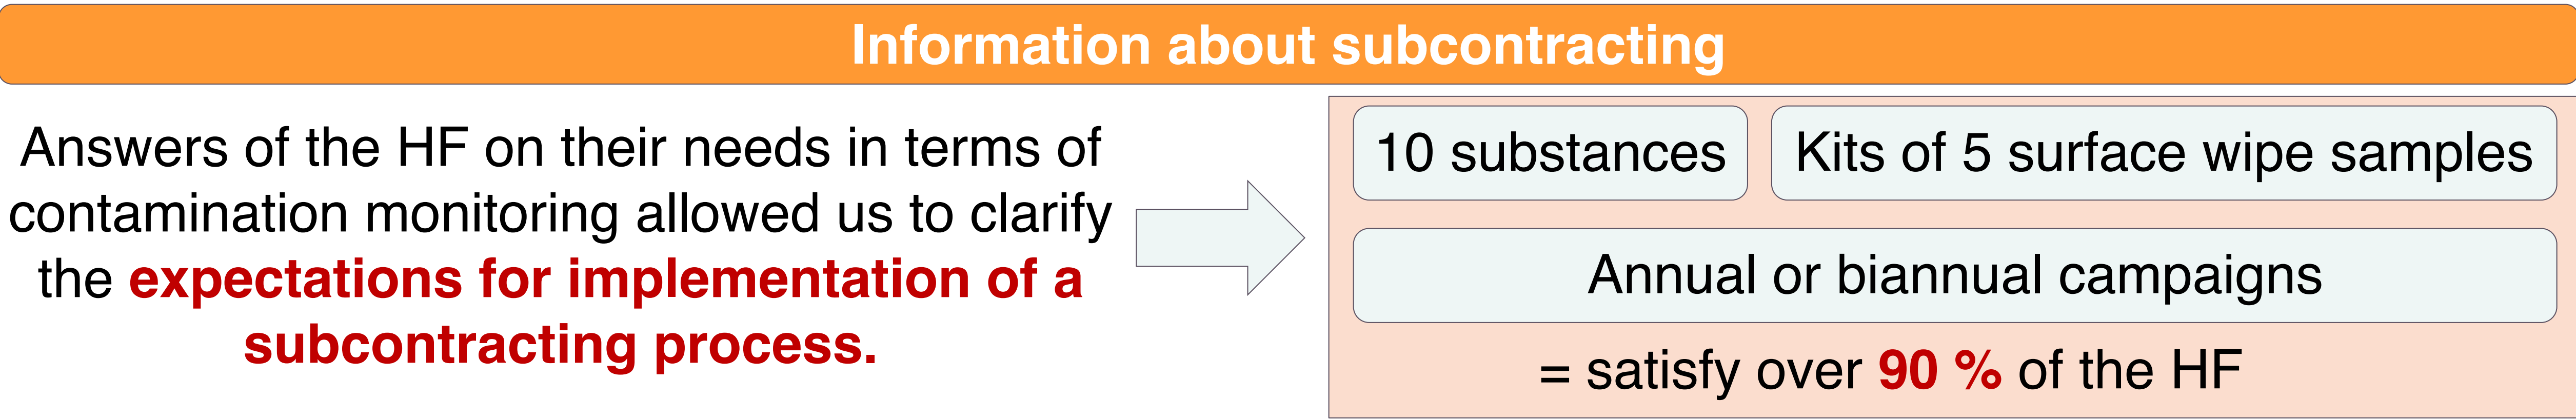 Information about subcontracting
Answers of the HF on their needs in terms of
contamination monitoring allowed us to clarify
the expectations for implementation of a
subcontracting process.
10 substances
Kits of 5 surface wipe samples
Annual or biannual campaigns
= satisfy over 90 % of the HF